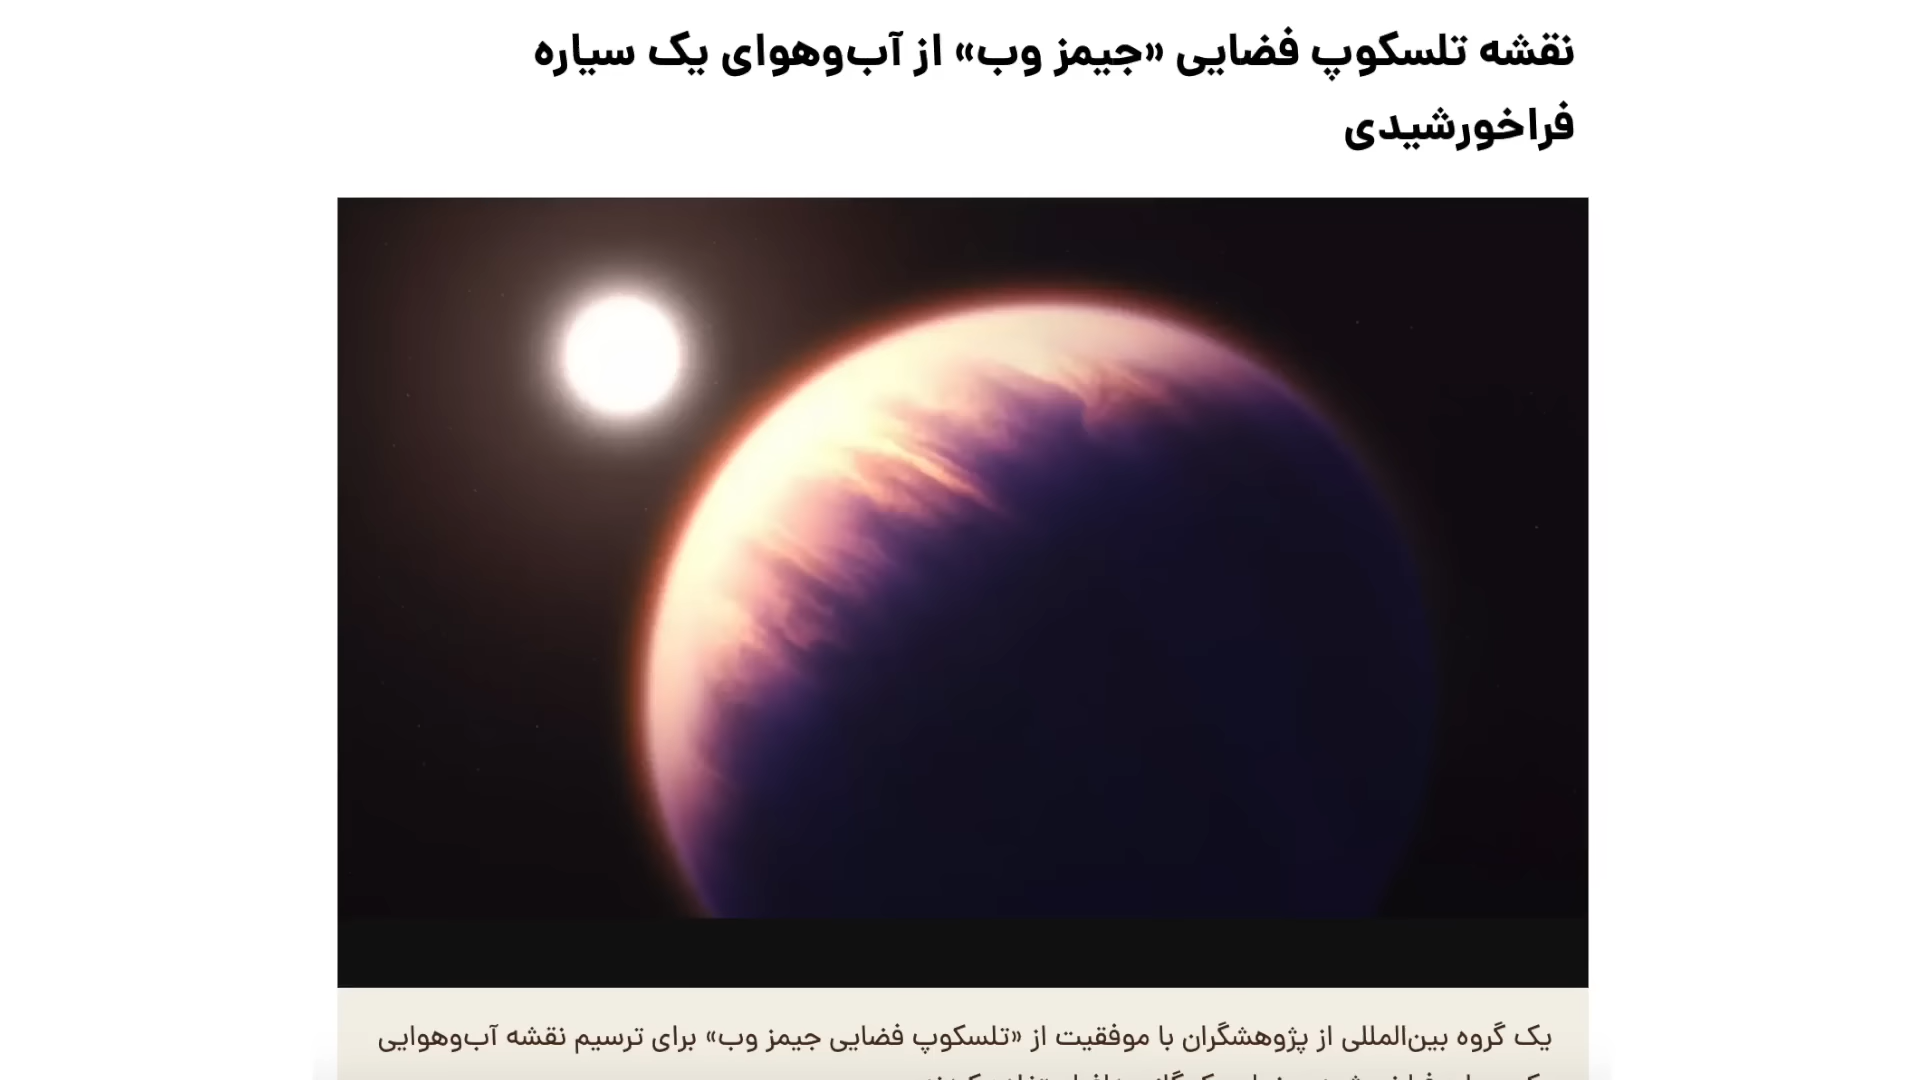 نقشه تلسکوپ فضایی «جیمز وب» از آب‌وهوای یک سیاره
فراخورشیدی
یک گروه بین‌المللی از پژوهشگران با موفقیت از «تلسکوپ فضایی جیمز وب» برای ترسیم نقشه آب‌وهوایی